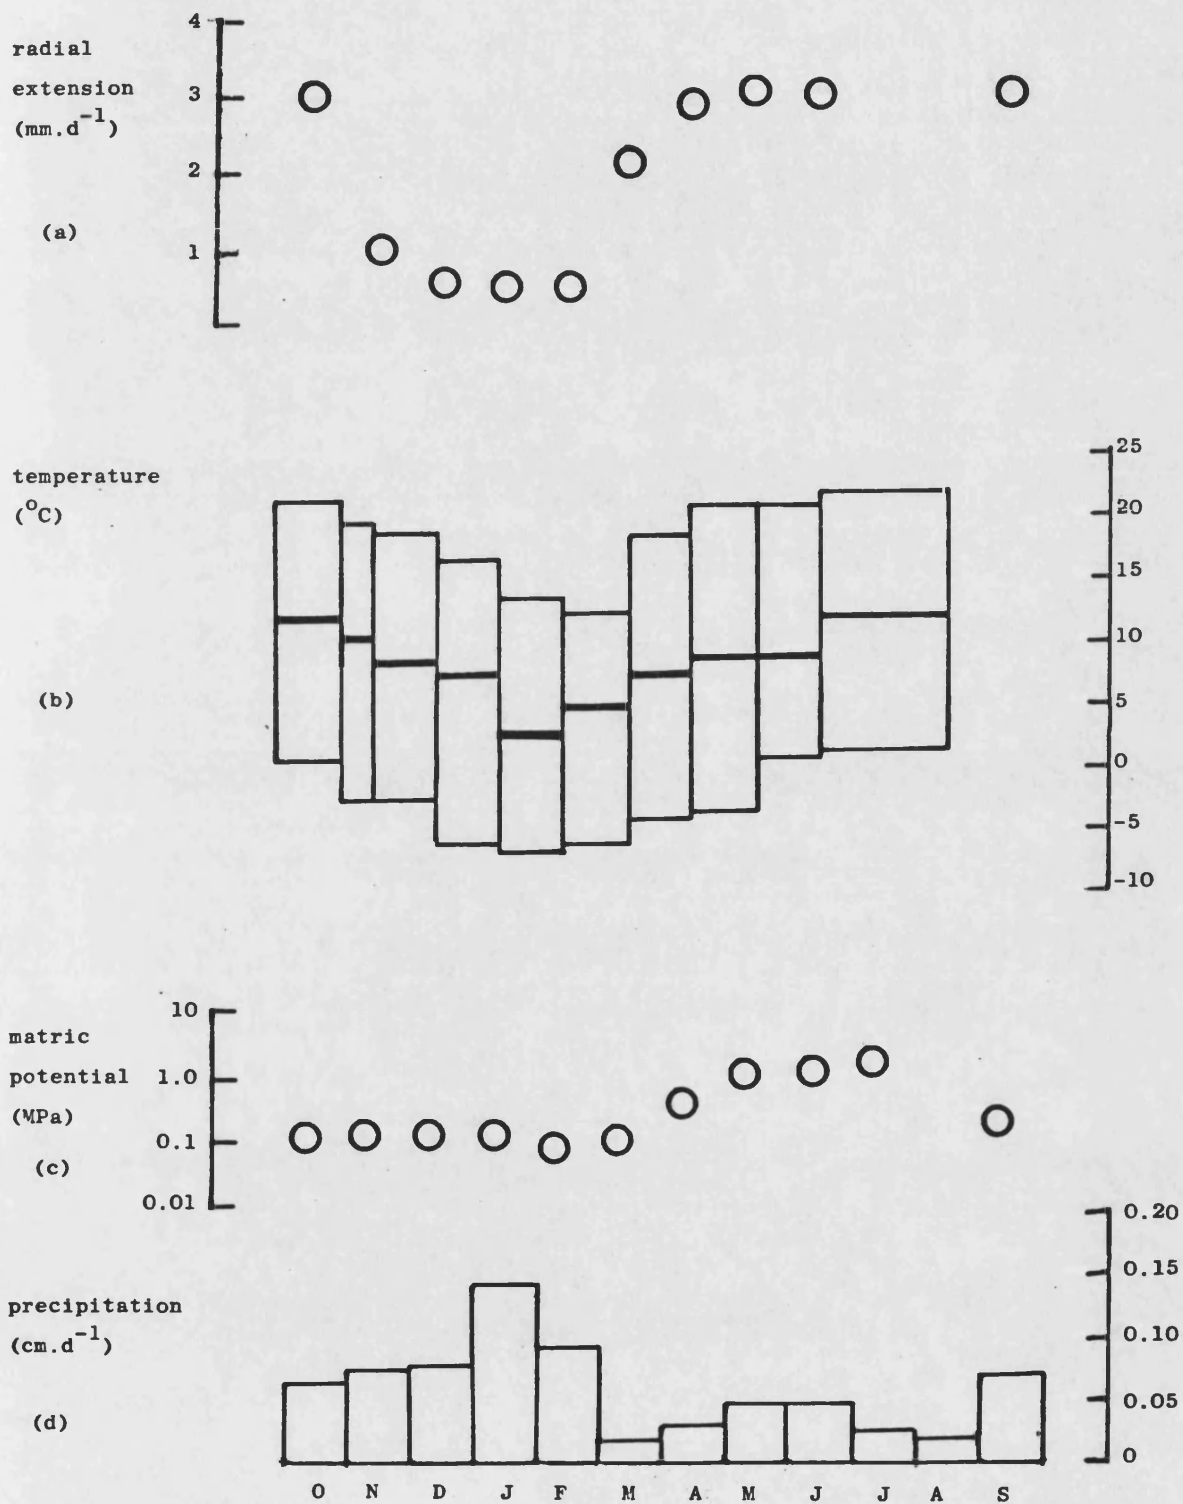 4
radial
extension
3
(mm.d⁻¹)
2
(a)
1
25
temperature
(°C)
20
15
10
(b)
5
0
-5
-10
10
matric
potential 1.0
(MPa)
0.1
(c)
0.01
0.20
0.15
precipitation
(cm.d⁻¹)
0.10
0.05
(d)
0
O N D J F M A M J J A S